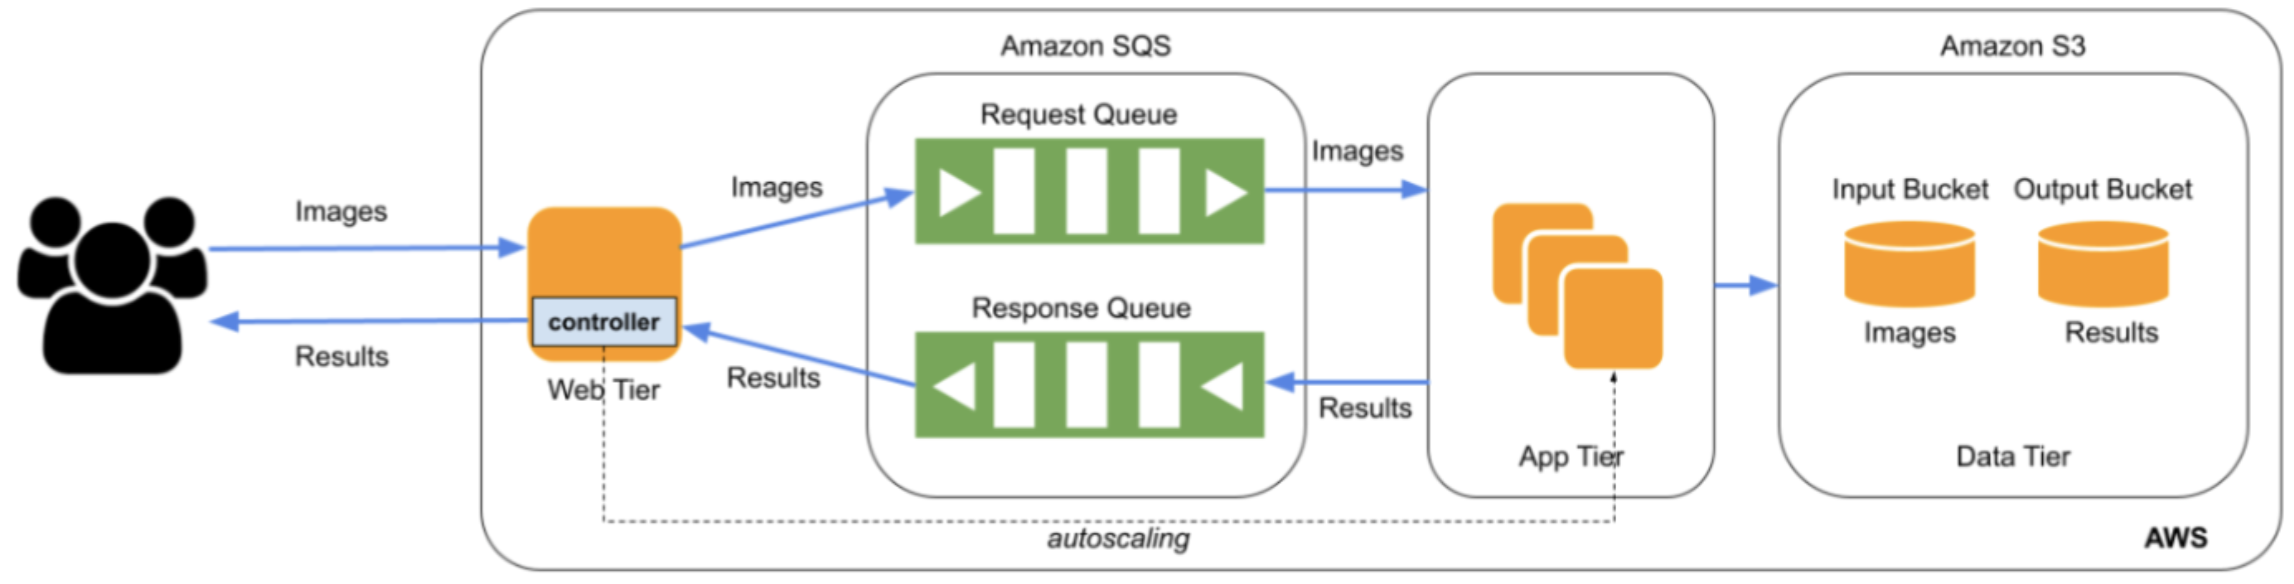 Amazon SQS
Amazon S3
Request Queue
Images
Images
Images
Input Bucket
Output Bucket
controller
Response Queue
Images
Results
Results
Results
Web Tier
Results
App Tier
Data Tier
autoscaling
AWS